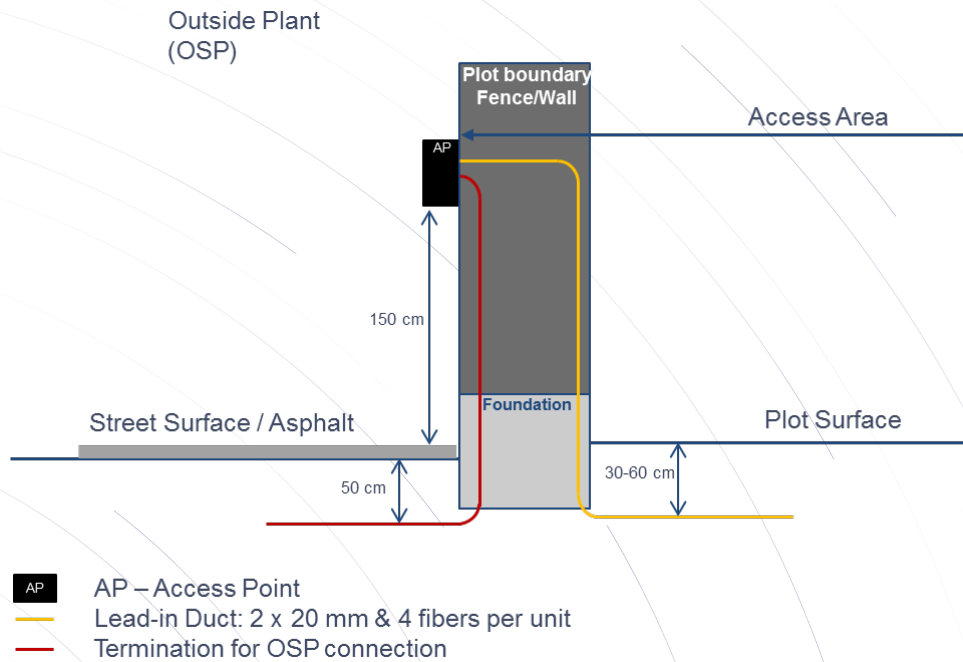 Outside Plant
(OSP)
Plot boundary
Fence/Wall
Access Area
AP
150 cm
Foundation
Street Surface / Asphalt
Plot Surface
30-60 cm
50 cm
AP
AP – Access Point
Lead-in Duct: 2 x 20 mm & 4 fibers per unit
Termination for OSP connection